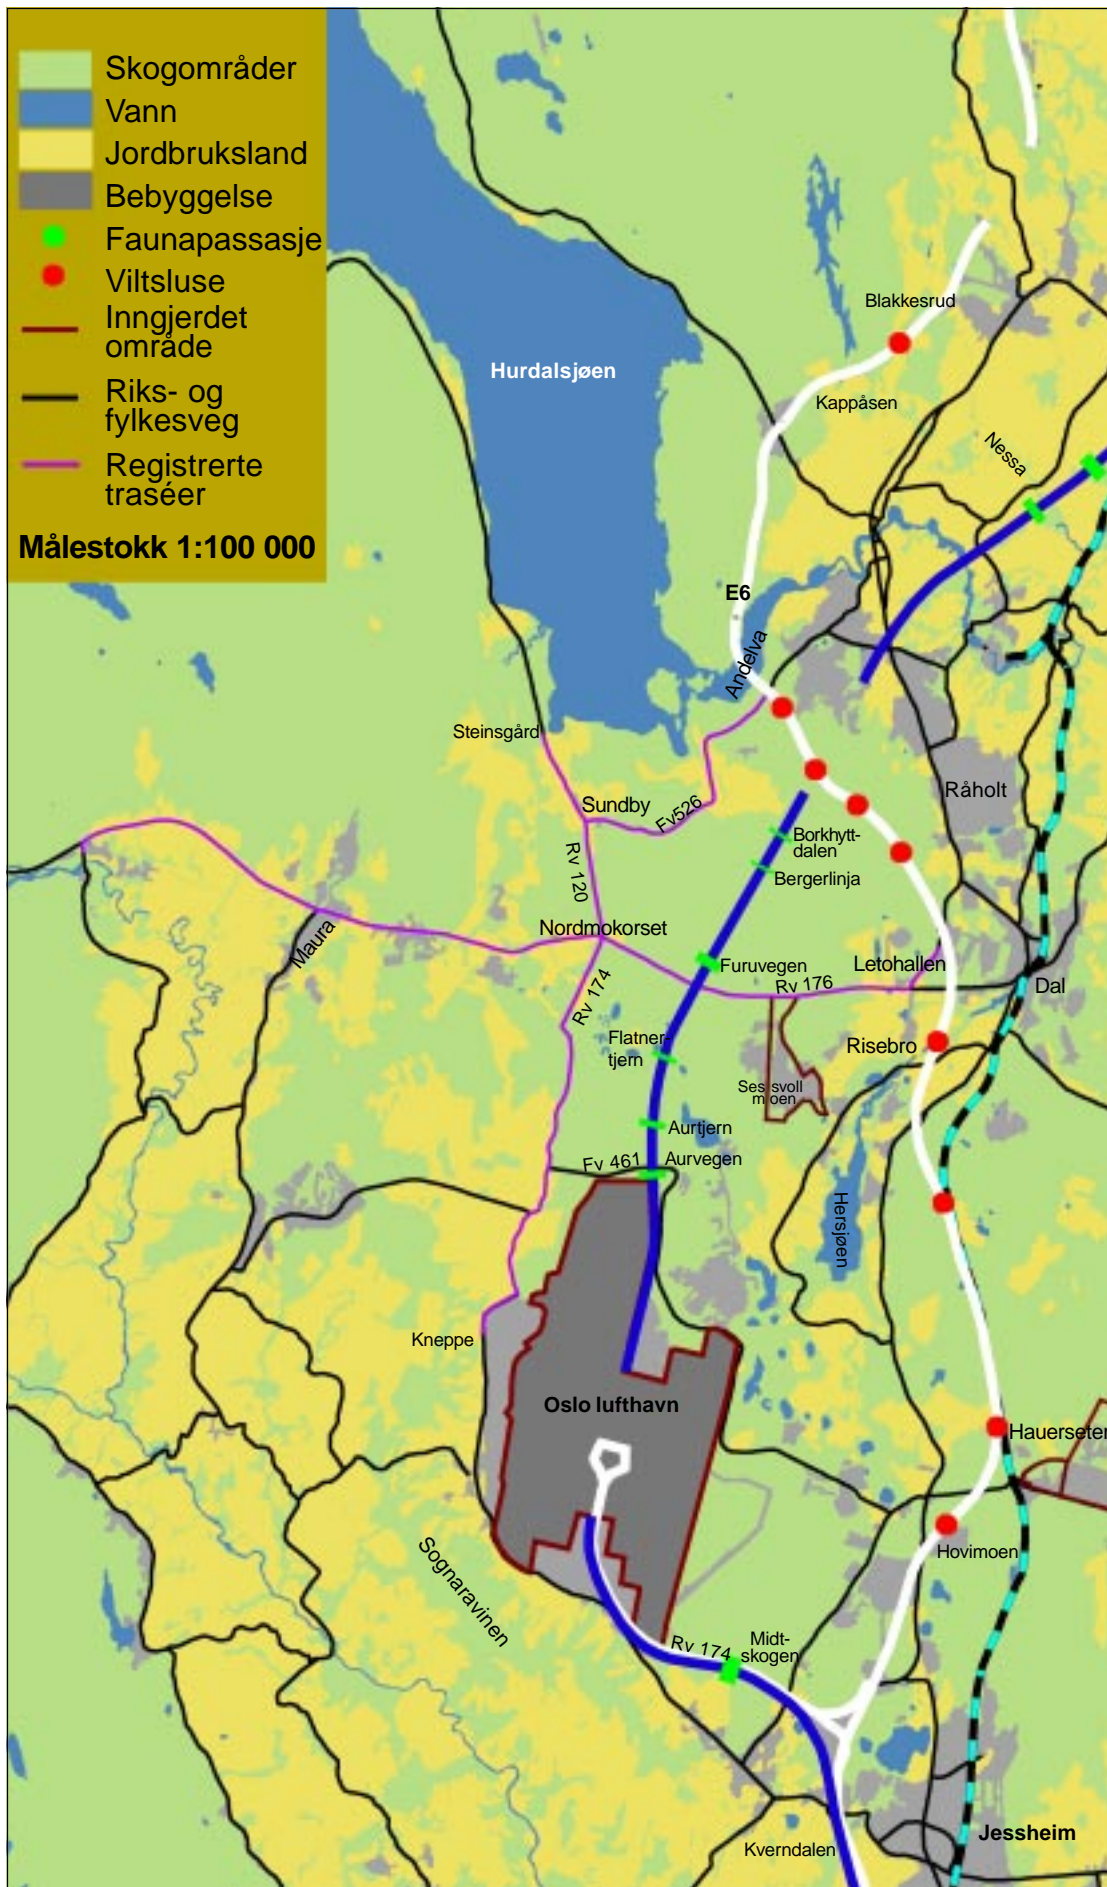 Skogområder
Vann
Jordbruksland
Bebyggelse
Faunapassasje
Viltsluse
Inngjerdet
område
Riks- og
fylkesveg
Registrerte
traséer
Målestokk 1:100 000
Blakkesrud
Hurdalsjøen
Kappåsen
Nessa
E6
Andelva
Steinsgård
Sundby
Fv526
Råholt
Borkhytt-
dalen
Bergerlinja
Rv 120
Nordmokorset
Maura
Furuvegen
Letohallen
Rv 176
Dal
Rv 174
Flatner-
tjern
Risebro
Sessvoll
moen
Aurtjern
Fv 461
Aurvegen
Hersjøen
Kneppe
Oslo lufthavn
Hauerseter
Hovimoen
Sognaravinen
Rv 174
Midt-
skogen
Jessheim
Kverndalen